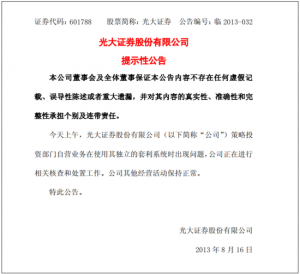 证券代码：601788 股票简称：光大证券 公告编号：临 2013-032
光大证券股份有限公司
提示性公告
本公司董事会及全体董事保证本公告内容不存在任何虚假记
载、误导性陈述或者重大遗漏，并对其内容的真实性、准确性和完
整性承担个别及连带责任。
今天上午，光大证券股份有限公司（以下简称“公司”）策略投
资部门自营业务在使用其独立的套利系统时出现问题，公司正在进行
相关核查和处置工作。公司其他经营活动保持正常。
特此公告。
光大证券股份有限公司
2013 年 8 月 16 日